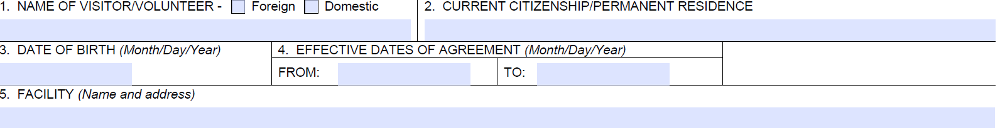 1. NAME OF VISITOR/VOLUNTEER - Foreign Domestic
2. CURRENT CITIZENSHIP/PERMANENT RESIDENCE
3. DATE OF BIRTH (Month/Day/Year)
4. EFFECTIVE DATES OF AGREEMENT (Month/Day/Year)
FROM: TO:
5. FACILITY (Name and address)